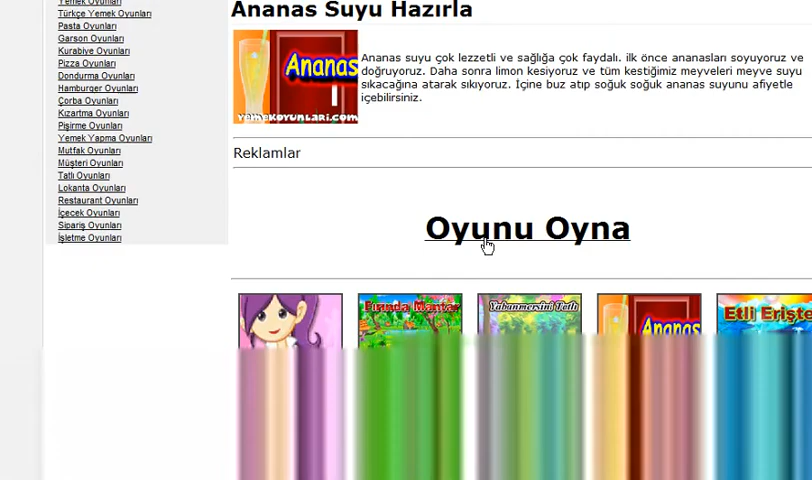 Yemek Oyunları
Türkçe Yemek Oyunları
Pasta Oyunları
Garson Oyunları
Kurabiye Oyunları
Pizza Oyunları
Dondurma Oyunları
Hamburger Oyunları
Çorba Oyunları
Kızartma Oyunları
Pişirme Oyunları
Yemek Yapma Oyunları
Mutfak Oyunları
Müşteri Oyunları
Tatlı Oyunları
Lokanta Oyunları
Restaurant Oyunları
İçecek Oyunları
Sipariş Oyunları
İşletme Oyunları
Ananas Suyu Hazırla
Ananas
yemekoyunlari.com
Ananas suyu çok lezzetli ve sağlığa çok faydalı. ilk önce ananasları soyuyoruz ve
doğruyoruz. Daha sonra limon kesiyoruz ve tüm kestiğimiz meyveleri meyve suyu
sıkacağına atarak sıkıyoruz. İçine buz atıp soğuk soğuk ananas suyunu afiyetle
içebilirsiniz.
Reklamlar
Oyunu Oyna
Fırında Mantar
Yabanmersini Tatlı
Ananas
Etli Erişte